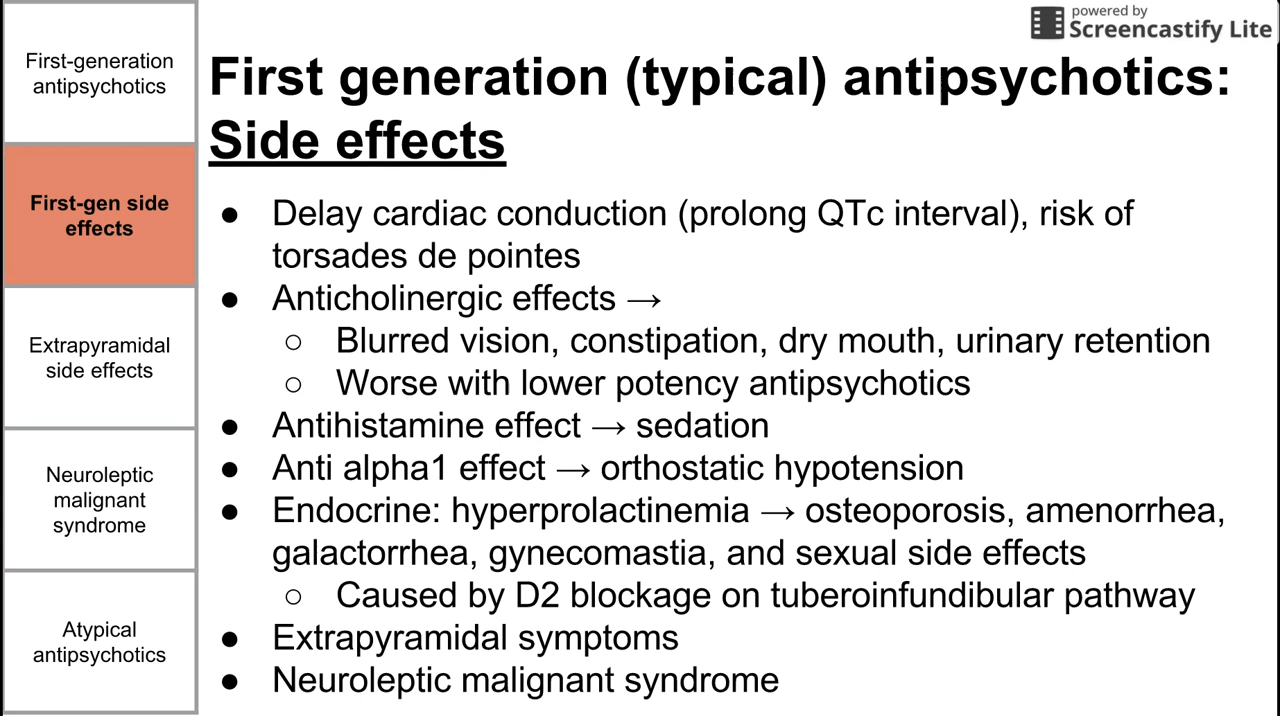 powered by
Screencastify Lite
First-generation
antipsychotics
First-gen side
effects
Extrapyramidal
side effects
Neuroleptic
malignant
syndrome
Atypical
antipsychotics
First generation (typical) antipsychotics:
Side effects
● Delay cardiac conduction (prolong QTc interval), risk of
torsades de pointes
● Anticholinergic effects →
○ Blurred vision, constipation, dry mouth, urinary retention
○ Worse with lower potency antipsychotics
● Antihistamine effect → sedation
● Anti alpha1 effect → orthostatic hypotension
● Endocrine: hyperprolactinemia → osteoporosis, amenorrhea,
galactorrhea, gynecomastia, and sexual side effects
○ Caused by D2 blockage on tuberoinfundibular pathway
● Extrapyramidal symptoms
● Neuroleptic malignant syndrome